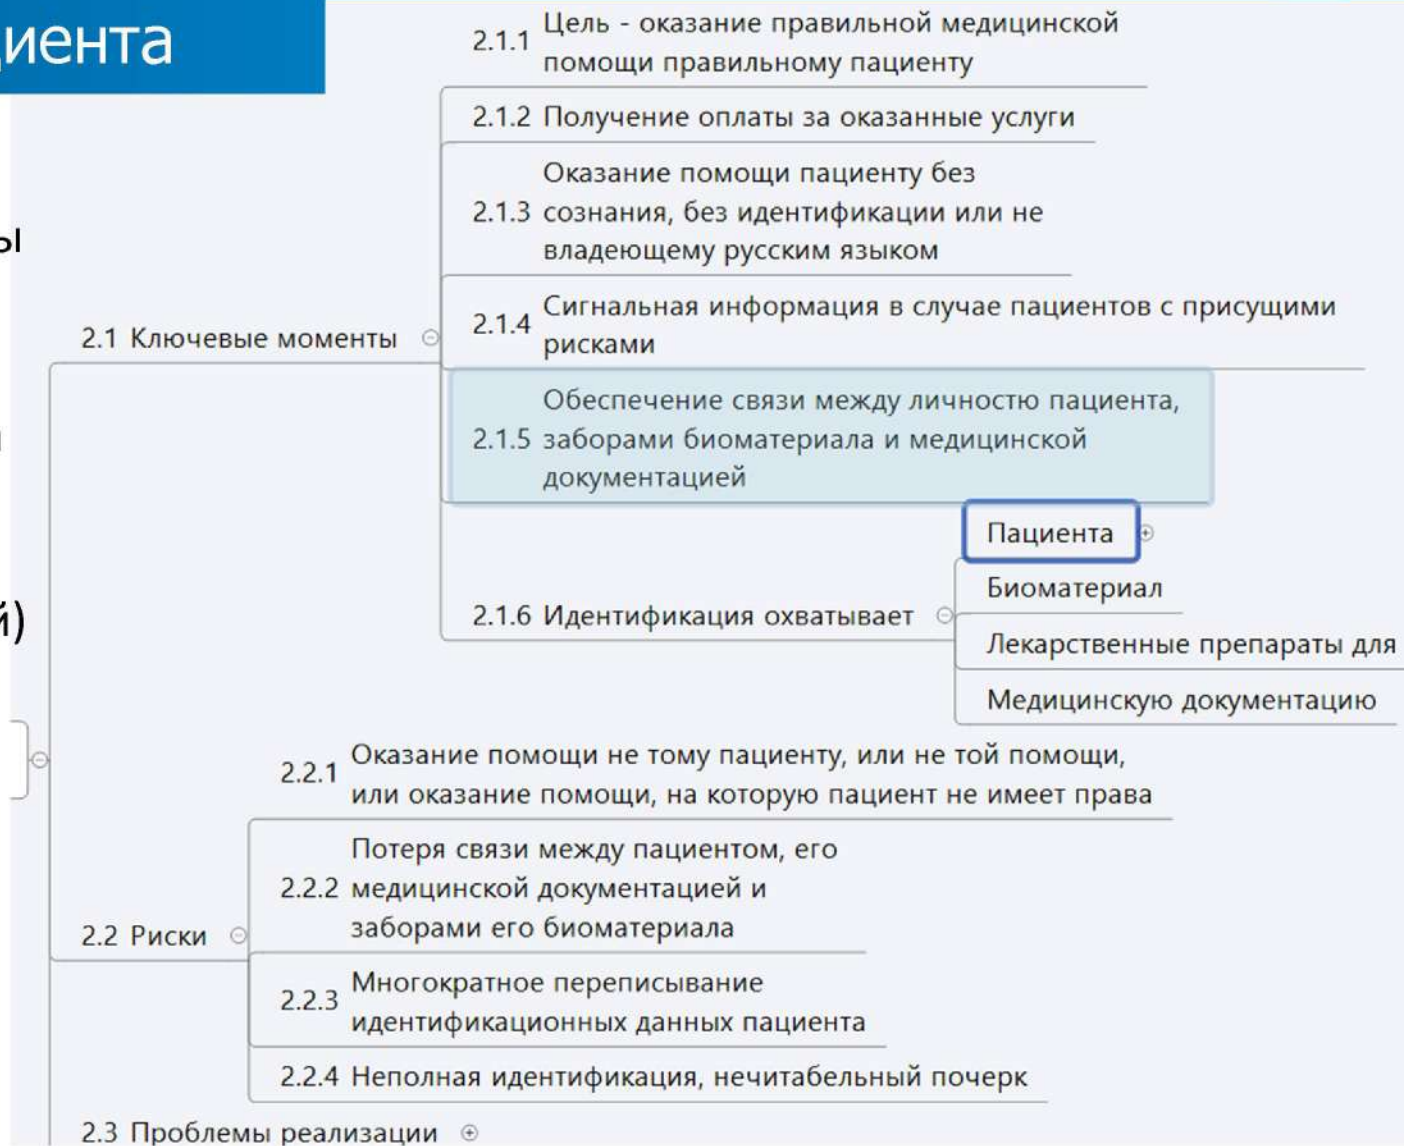 циента
2.1.1 Цель - оказание правильной медицинской
помощи правильному пациенту
2.1.2 Получение оплаты за оказанные услуги
Оказание помощи пациенту без
2.1.3 сознания, без идентификации или не
владеющему русским языком
ы
2.1 Ключевые моменты
2.1.4 Сигнальная информация в случае пациентов с присущими
рисками
Обеспечение связи между личностю пациента,
2.1.5 заборами биоматериала и медицинской
документацией
Пациента
Биоматериал
й)
2.1.6 Идентификация охватывает
Лекарственные препараты для
Медицинскую документацию
2.2.1 Оказание помощи не тому пациенту, или не той помощи,
или оказание помощи, на которую пациент не имеет права
Потеря связи между пациентом, его
2.2.2 медицинской документацией и
заборами его биоматериала
2.2 Риски
2.2.3 Многократное переписывание
идентификационных данных пациента
2.2.4 Неполная идентификация, нечитабельный почерк
2.3 Проблемы реализации